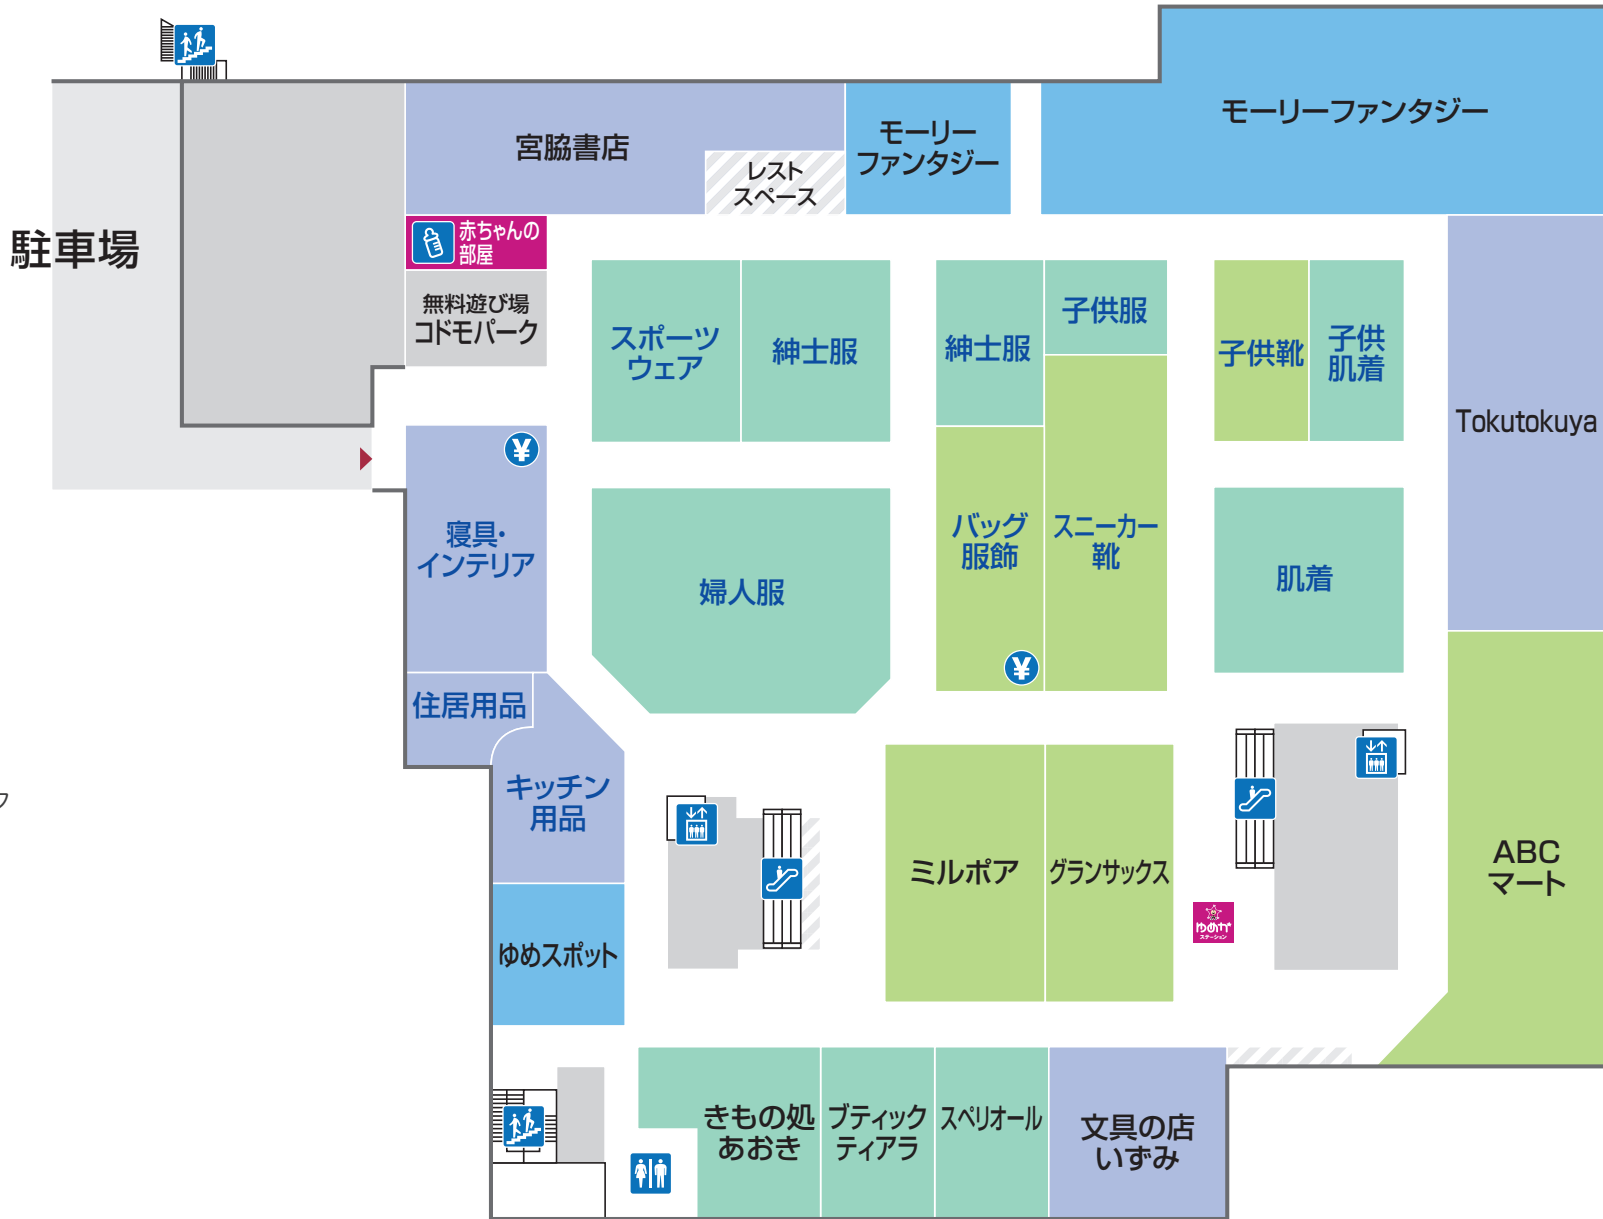 モーリーファンタジー
宮脇書店
モーリー
ファンタジー
レスト
スペース
駐車場
赤ちゃんの
部屋
無料遊び場
コドモパーク
スポーツ
ウェア
紳士服
紳士服
子供服
子供靴
子供
肌着
Tokutokuya
¥
寝具・
インテリア
婦人服
バッグ
服飾
スニーカー
靴
肌着
¥
住居用品
キッチン
用品
ク
ミルポア
グランサックス
ABC
マート
ゆめか
ステーション
ゆめスポット
きもの処
あおき
ブティック
ティアラ
スペリオール
文具の店
いずみ